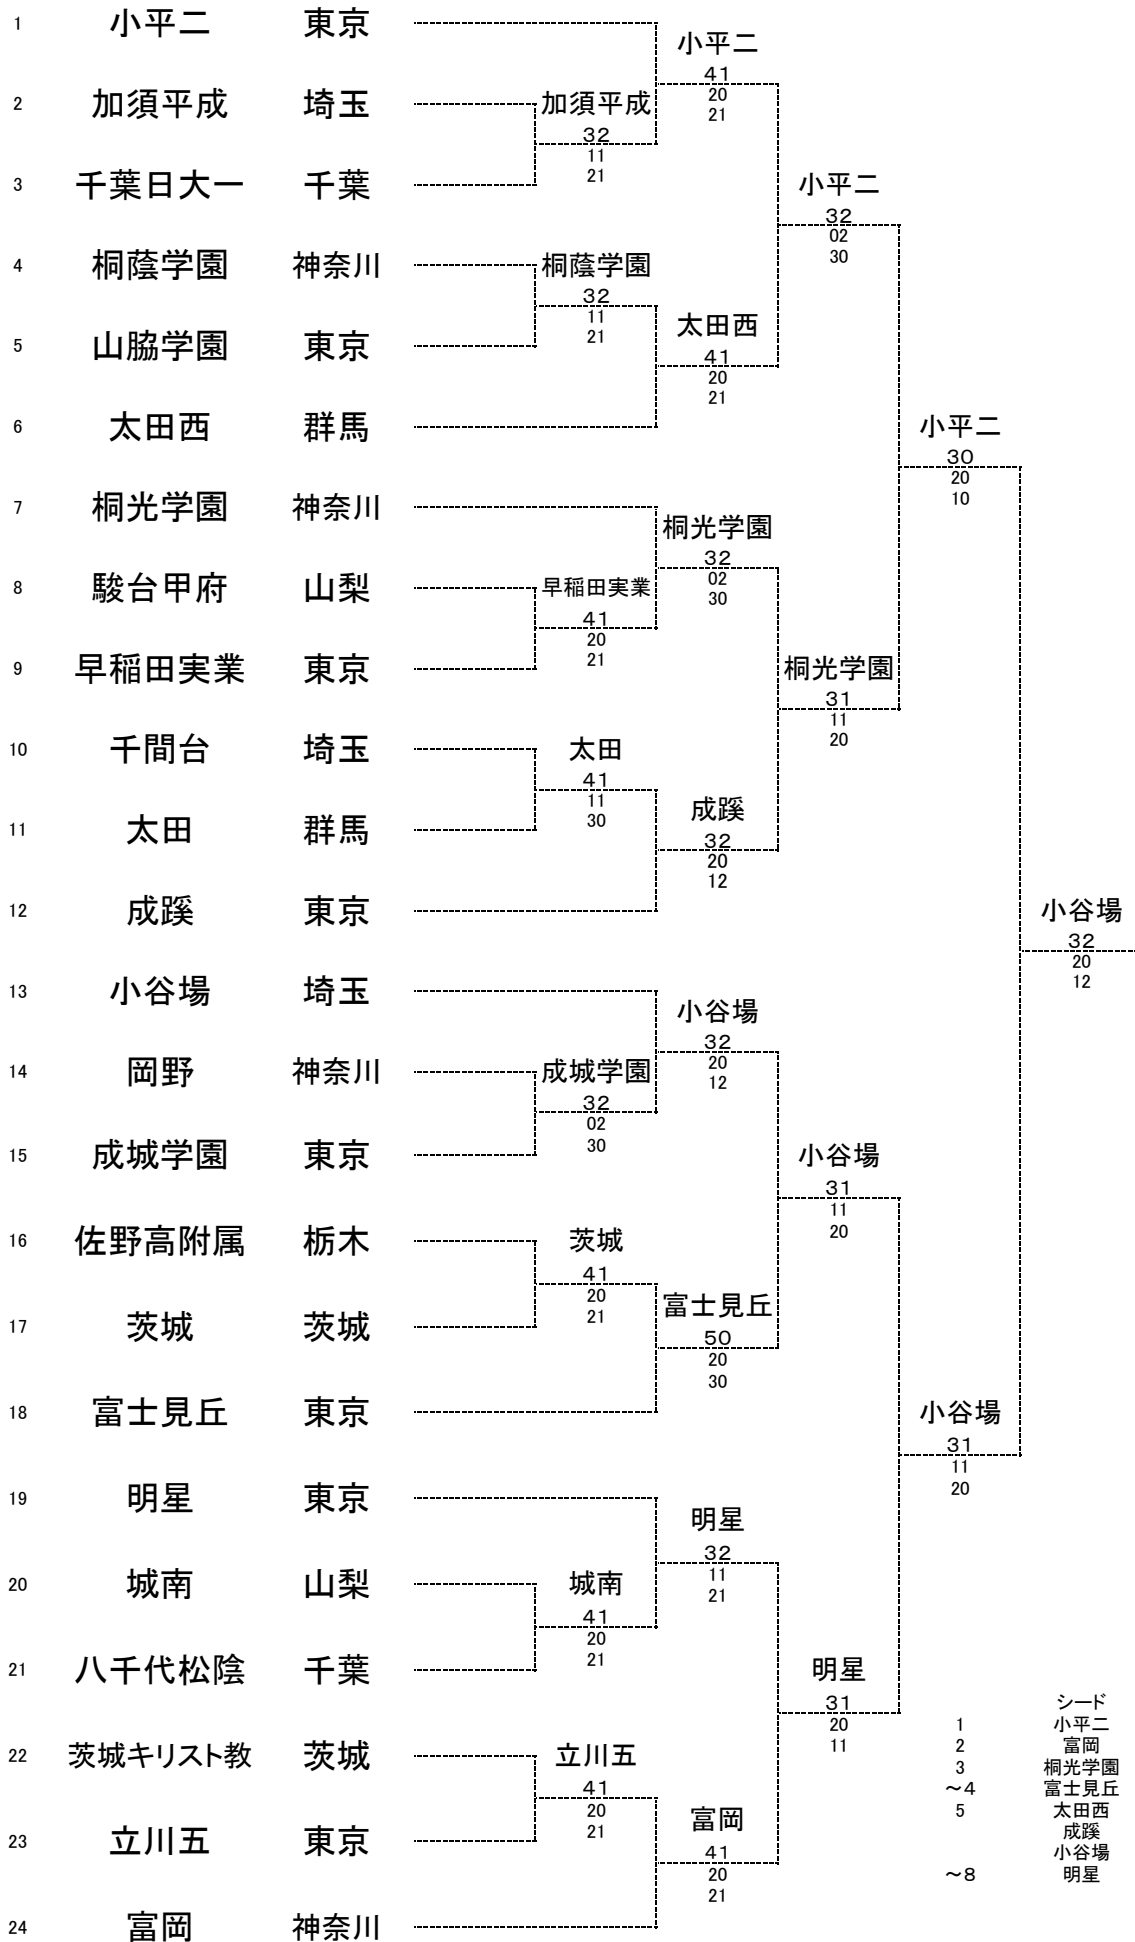 1 小平二 東京
小平二
41
20
21
2 加須平成 埼玉
加須平成
32
11
21
3 千葉日大一 千葉
小平二
32
02
30
4 桐蔭学園 神奈川
桐蔭学園
32
11
21
5 山脇学園 東京
太田西
41
20
21
6 太田西 群馬
小平二
30
20
10
7 桐光学園 神奈川
桐光学園
32
02
30
8 駿台甲府 山梨
早稲田実業
41
20
21
9 早稲田実業 東京
桐光学園
31
11
20
10 千間台 埼玉
太田
41
11
30
11 太田 群馬
成蹊
32
20
12
12 成蹊 東京
小谷場
32
20
12
13 小谷場 埼玉
小谷場
32
20
12
14 岡野 神奈川
成城学園
32
02
30
15 成城学園 東京
小谷場
31
11
20
16 佐野高附属 栃木
茨城
41
20
21
17 茨城 茨城
富士見丘
50
20
30
18 富士見丘 東京
小谷場
31
11
20
19 明星 東京
明星
32
11
21
20 城南 山梨
城南
41
20
21
21 八千代松陰 千葉
明星
31
20
11
22 茨城キリスト教 茨城
立川五
41
20
21
23 立川五 東京
富岡
41
20
21
24 富岡 神奈川
シード
1 小平二
2 富岡
3 桐光学園
～4 富士見丘
5 太田西
成蹊
小谷場
～8 明星